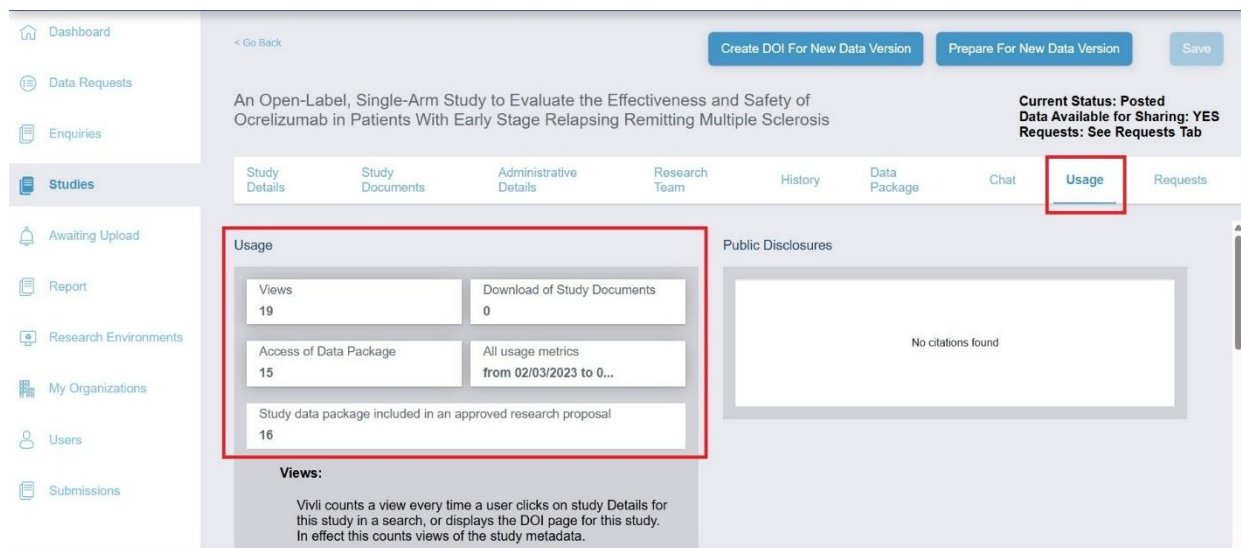 Dashboard
Data Requests
Enquiries
Studies
Awaiting Upload
Report
Research Environments
My Organizations
Users
Submissions
< Go Back
Create DOI For New Data Version
Prepare For New Data Version
Save
An Open-Label, Single-Arm Study to Evaluate the Effectiveness and Safety of
Ocrelizumab in Patients With Early Stage Relapsing Remitting Multiple Sclerosis
Current Status: Posted
Data Available for Sharing: YES
Requests: See Requests Tab
Study
Details
Study
Documents
Administrative
Details
Research
Team
History
Data
Package
Chat
Usage
Requests
Usage
Views
19
Download of Study Documents
0
Access of Data Package
15
All usage metrics
from 02/03/2023 to 0...
Study data package included in an approved research proposal
16
Views:
Vivli counts a view every time a user clicks on study Details for
this study in a search, or displays the DOI page for this study.
In effect this counts views of the study metadata.
Public Disclosures
No citations found